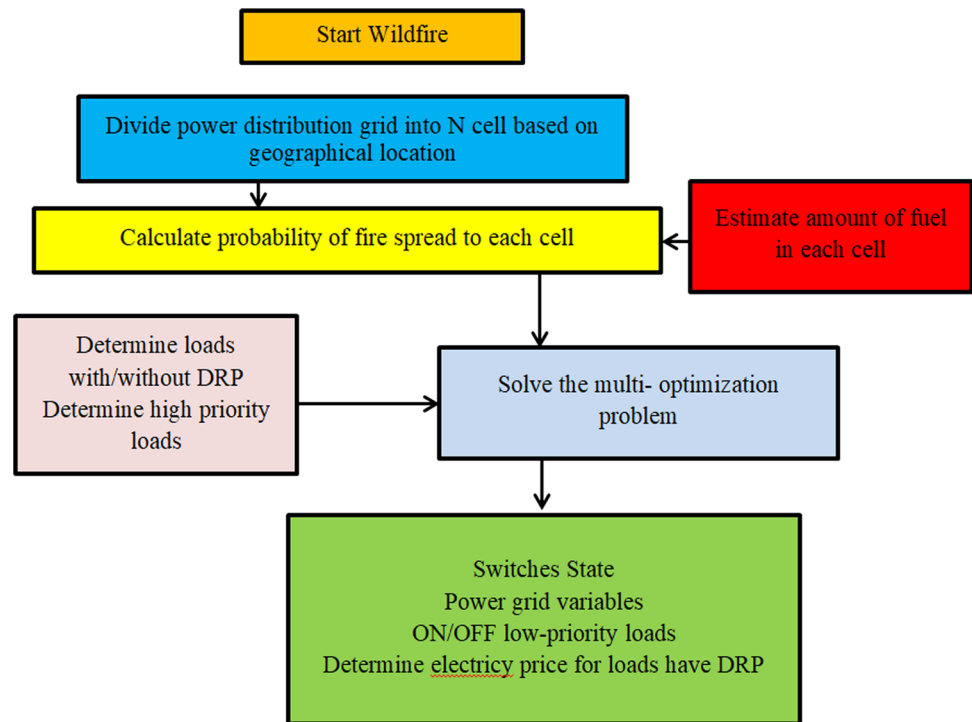 Start Wildfire
Divide power distribution grid into N cell based on
geographical location
Calculate probability of fire spread to each cell
Estimate amount of fuel
in each cell
Determine loads
with/without DRP
Determine high priority
loads
Solve the multi- optimization
problem
Switches State
Power grid variables
ON/OFF low-priority loads
Determine electricy price for loads have DRP